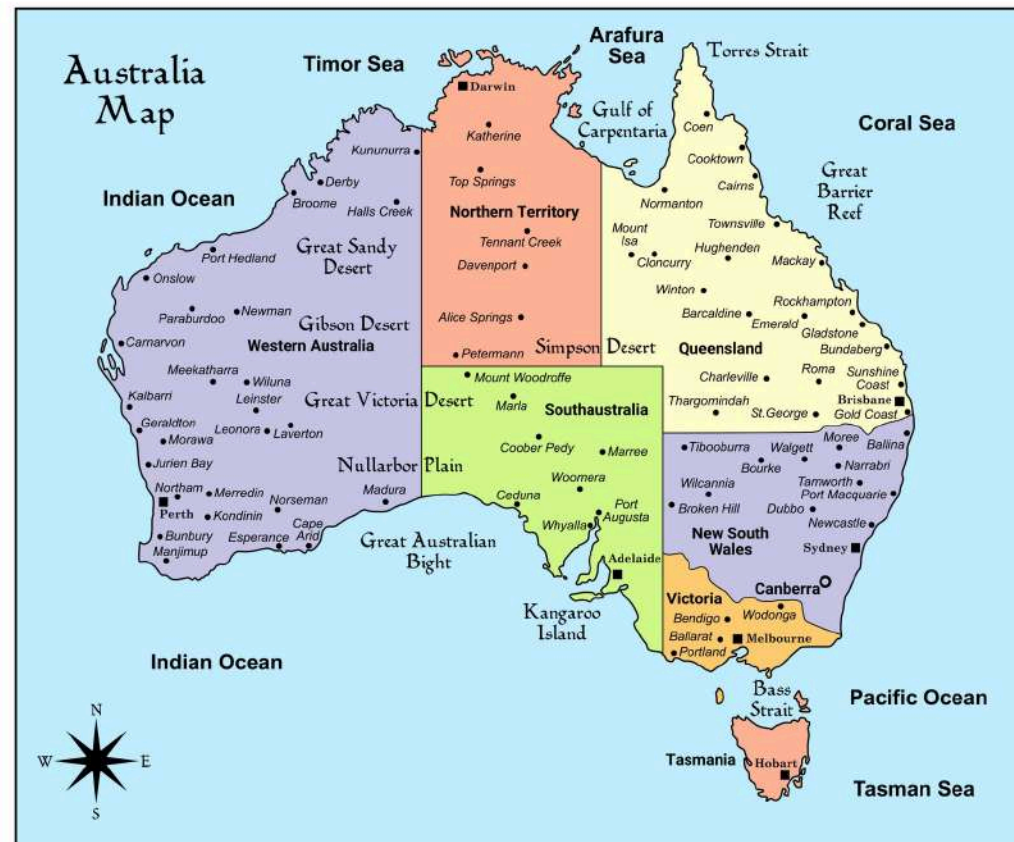 Australia
Map
Timor Sea
Arafura
Sea
Torres Strait
Gulf of
Carpentaria
Coral Sea
Great
Barrier
Reef
Indian Ocean
Darwin
Katherine
Top Springs
Northern Territory
Tennant Creek
Davenport
Alice Springs
Petermann
Simpson Desert
Kununurra
Derby
Broome
Halls Creek
Great Sandy
Desert
Port Hedland
Onslow
Paraburdoo
Newman
Gibson Desert
Western Australia
Carnarvon
Meekatharra
Wiluna
Leinster
Kalbarri
Great Victoria Desert
Geraldton
Morawa
Leonora
Laverton
Jurien Bay
Nullarbor Plain
Northam
Merredin
Norseman
Madura
Perth
Kondinin
Cape
Arid
Bunbury
Esperance
Manjimup
Great Australian
Bight
Coen
Cooktown
Cairns
Normanton
Townsville
Mount
Isa
Cloncurry
Hughenden
Mackay
Winton
Rockhampton
Barcaldine
Emerald
Gladstone
Bundaberg
Queensland
Charleville
Roma
Sunshine
Coast
Brisbane
Thargomindah
St.George
Gold Coast
Mount Woodroffe
Marla
Southaustralia
Coober Pedy
Marree
Woomera
Ceduna
Port
Augusta
Whyalla
Adelaide
Kangaroo
Island
Tibooburra
Walgett
Moree
Ballina
Bourke
Narrabri
Wilcannia
Tamworth
Port Macquarie
Broken Hill
Dubbo
Newcastle
New South
Wales
Sydney
Canberra
Victoria
Wodonga
Bendigo
Ballarat
Melbourne
Portland
Bass
Strait
Pacific Ocean
Tasmania
Hobart
Tasman Sea
Indian Ocean
N
W
E
S